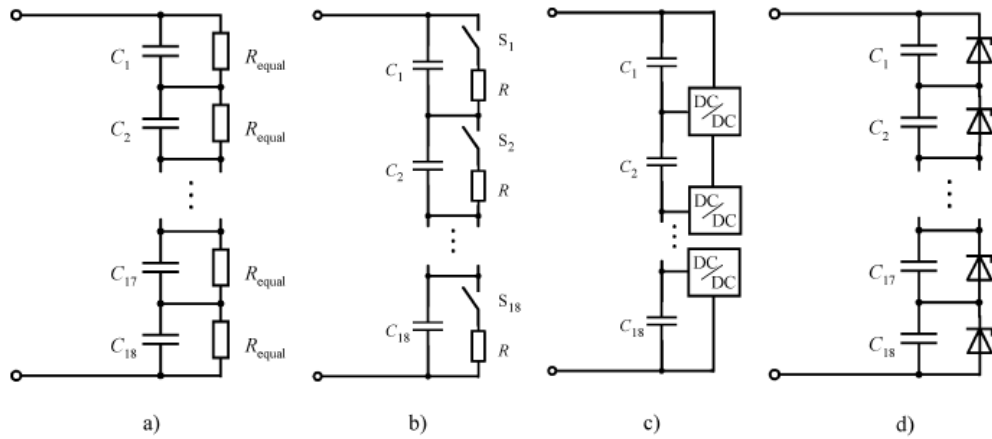 C1
Requal
C2
Requal
C17
Requal
C18
Requal
a)
S1
C1
R
S2
C2
R
S18
C18
R
b)
C1
DC/DC
C2
DC/DC
DC/DC
C18
c)
C1
C2
C17
C18
d)